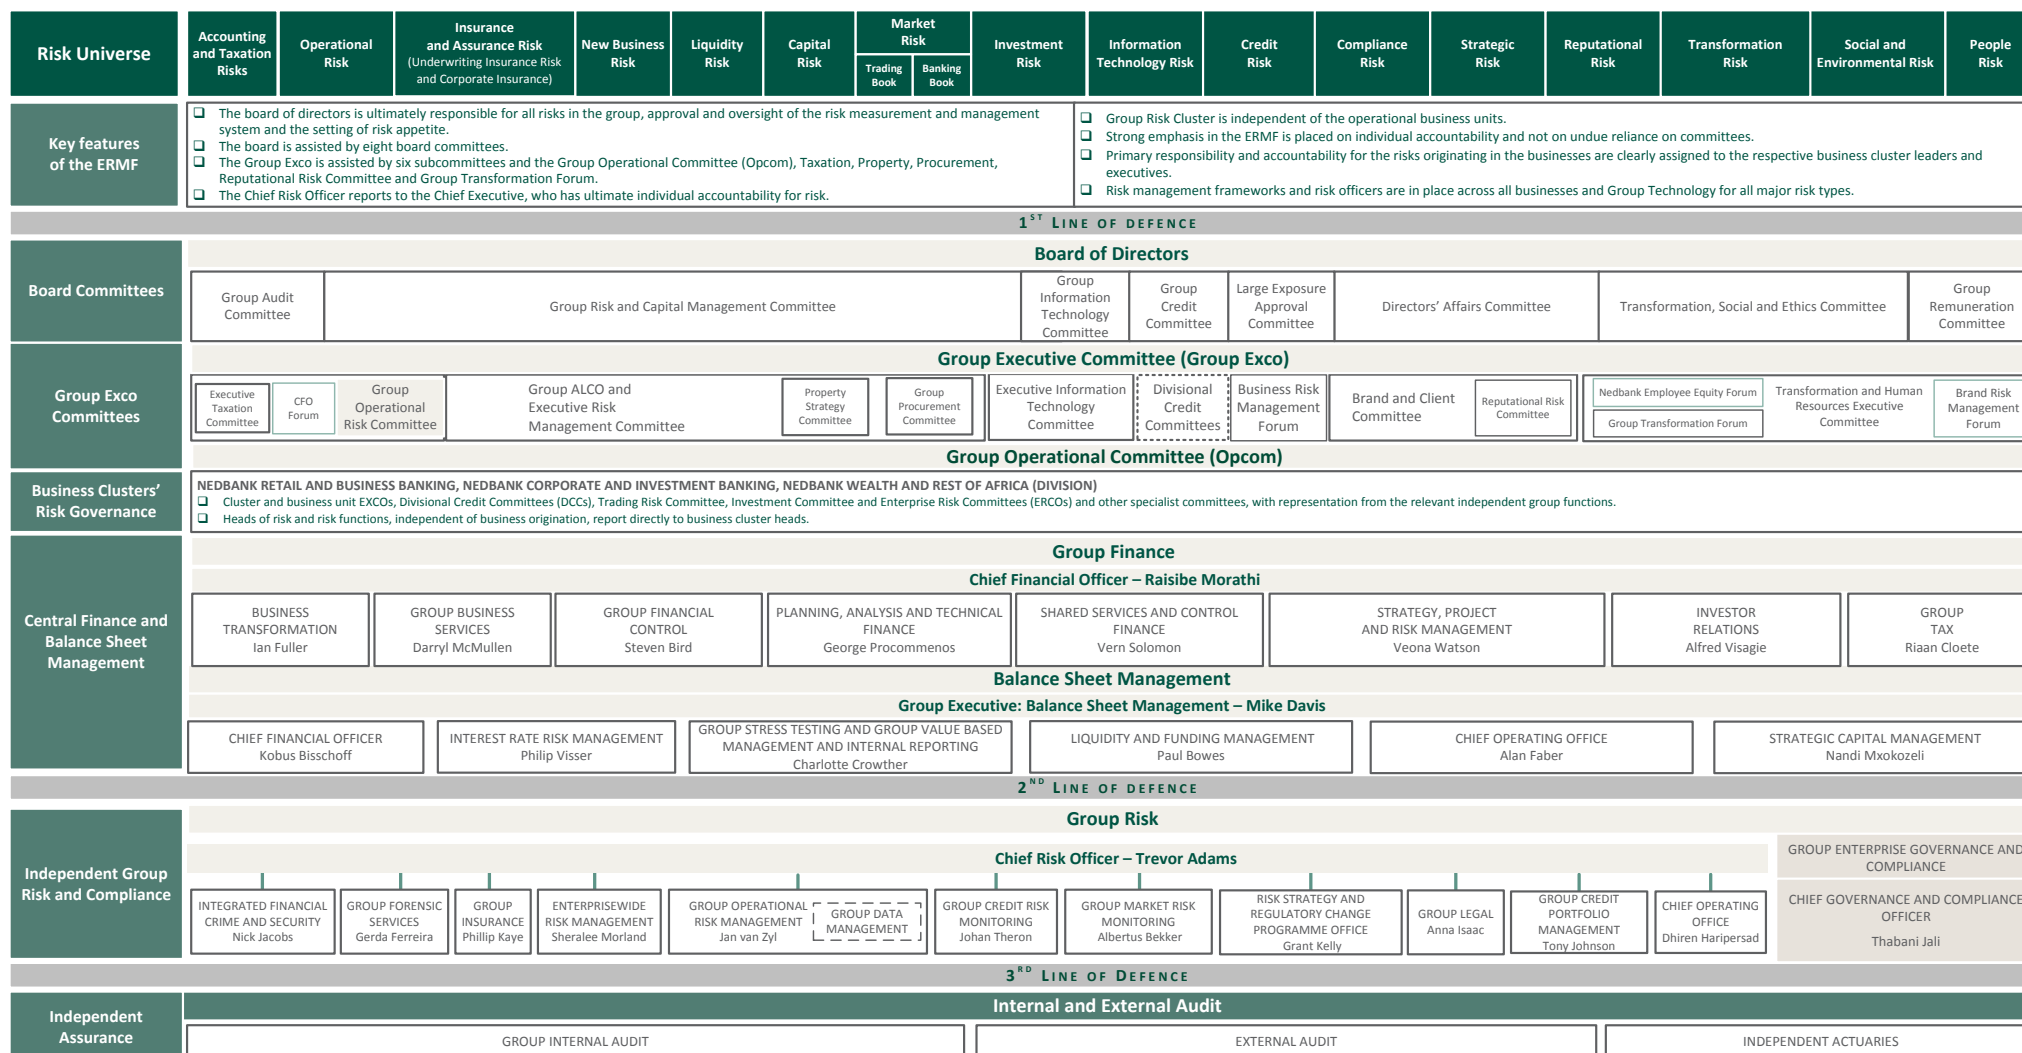 Risk Universe
Accounting
and Taxation
Risks
Operational
Risk
Insurance
and Assurance Risk
(Underwriting Insurance Risk
and Corporate Insurance)
New Business
Risk
Liquidity
Risk
Capital
Risk
Market
Risk
Trading
Book
Banking
Book
Investment
Risk
Information
Technology Risk
Credit
Risk
Compliance
Risk
Strategic
Risk
Reputational
Risk
Transformation
Risk
Social and
Environmental Risk
People
Risk
Key features
of the ERMF
❑ The board of directors is ultimately responsible for all risks in the group, approval and oversight of the risk measurement and management
system and the setting of risk appetite.
❑ The board is assisted by eight board committees.
❑ The Group Exco is assisted by six subcommittees and the Group Operational Committee (Opcom), Taxation, Property, Procurement,
Reputational Risk Committee and Group Transformation Forum.
❑ The Chief Risk Officer reports to the Chief Executive, who has ultimate individual accountability for risk.
❑ Group Risk Cluster is independent of the operational business units.
❑ Strong emphasis in the ERMF is placed on individual accountability and not on undue reliance on committees.
❑ Primary responsibility and accountability for the risks originating in the businesses are clearly assigned to the respective business cluster leaders and
executives.
❑ Risk management frameworks and risk officers are in place across all businesses and Group Technology for all major risk types.
1ST LINE OF DEFENCE
Board Committees
Board of Directors
Group Audit
Committee
Group Risk and Capital Management Committee
Group
Information
Technology
Committee
Group
Credit
Committee
Large Exposure
Approval
Committee
Directors' Affairs Committee
Transformation, Social and Ethics Committee
Group
Remuneration
Committee
Group Exco
Committees
Group Executive Committee (Group Exco)
Executive
Taxation
Committee
CFO
Forum
Group
Operational
Risk Committee
Group ALCO and
Executive Risk
Management Committee
Property
Strategy
Committee
Group
Procurement
Committee
Executive Information
Technology
Committee
Divisional
Credit
Committees
Business Risk
Management
Forum
Brand and Client
Committee
Reputational Risk
Committee
Nedbank Employee Equity Forum
Group Transformation Forum
Transformation and Human
Resources Executive
Committee
Brand Risk
Management
Forum
Group Operational Committee (Opcom)
Business Clusters'
Risk Governance
NEDBANK RETAIL AND BUSINESS BANKING, NEDBANK CORPORATE AND INVESTMENT BANKING, NEDBANK WEALTH AND REST OF AFRICA (DIVISION)
❑ Cluster and business unit EXCOs, Divisional Credit Committees (DCCs), Trading Risk Committee, Investment Committee and Enterprise Risk Committees (ERCOs) and other specialist committees, with representation from the relevant independent group functions.
❑ Heads of risk and risk functions, independent of business origination, report directly to business cluster heads.
Central Finance and
Balance Sheet
Management
Group Finance
Chief Financial Officer – Raisibe Morathi
BUSINESS
TRANSFORMATION
Ian Fuller
GROUP BUSINESS
SERVICES
Darryl McMullen
GROUP FINANCIAL
CONTROL
Steven Bird
PLANNING, ANALYSIS AND TECHNICAL
FINANCE
George Procommenos
SHARED SERVICES AND CONTROL
FINANCE
Vern Solomon
STRATEGY, PROJECT
AND RISK MANAGEMENT
Veona Watson
INVESTOR
RELATIONS
Alfred Visagie
GROUP
TAX
Riaan Cloete
Balance Sheet Management
Group Executive: Balance Sheet Management – Mike Davis
CHIEF FINANCIAL OFFICER
Kobus Bisschoff
INTEREST RATE RISK MANAGEMENT
Philip Visser
GROUP STRESS TESTING AND GROUP VALUE BASED
MANAGEMENT AND INTERNAL REPORTING
Charlotte Crowther
LIQUIDITY AND FUNDING MANAGEMENT
Paul Bowes
CHIEF OPERATING OFFICE
Alan Faber
STRATEGIC CAPITAL MANAGEMENT
Nandi Mxokozeli
2ND LINE OF DEFENCE
Independent Group
Risk and Compliance
Group Risk
Chief Risk Officer – Trevor Adams
INTEGRATED FINANCIAL
CRIME AND SECURITY
Nick Jacobs
GROUP FORENSIC
SERVICES
Gerda Ferreira
GROUP
INSURANCE
Phillip Kaye
ENTERPRISEWIDE
RISK MANAGEMENT
Sheralee Morland
GROUP OPERATIONAL
RISK MANAGEMENT
Jan van Zyl
GROUP DATA
MANAGEMENT
GROUP CREDIT RISK
MONITORING
Johan Theron
GROUP MARKET RISK
MONITORING
Albertus Bekker
RISK STRATEGY AND
REGULATORY CHANGE
PROGRAMME OFFICE
Grant Kelly
GROUP LEGAL
Anna Isaac
GROUP CREDIT
PORTFOLIO
MANAGEMENT
Tony Johnson
CHIEF OPERATING
OFFICE
Dhiren Haripersad
GROUP ENTERPRISE GOVERNANCE AND
COMPLIANCE
CHIEF GOVERNANCE AND COMPLIANCE
OFFICER
Thabani Jali
3RD LINE OF DEFENCE
Independent
Assurance
Internal and External Audit
GROUP INTERNAL AUDIT
EXTERNAL AUDIT
INDEPENDENT ACTUARIES